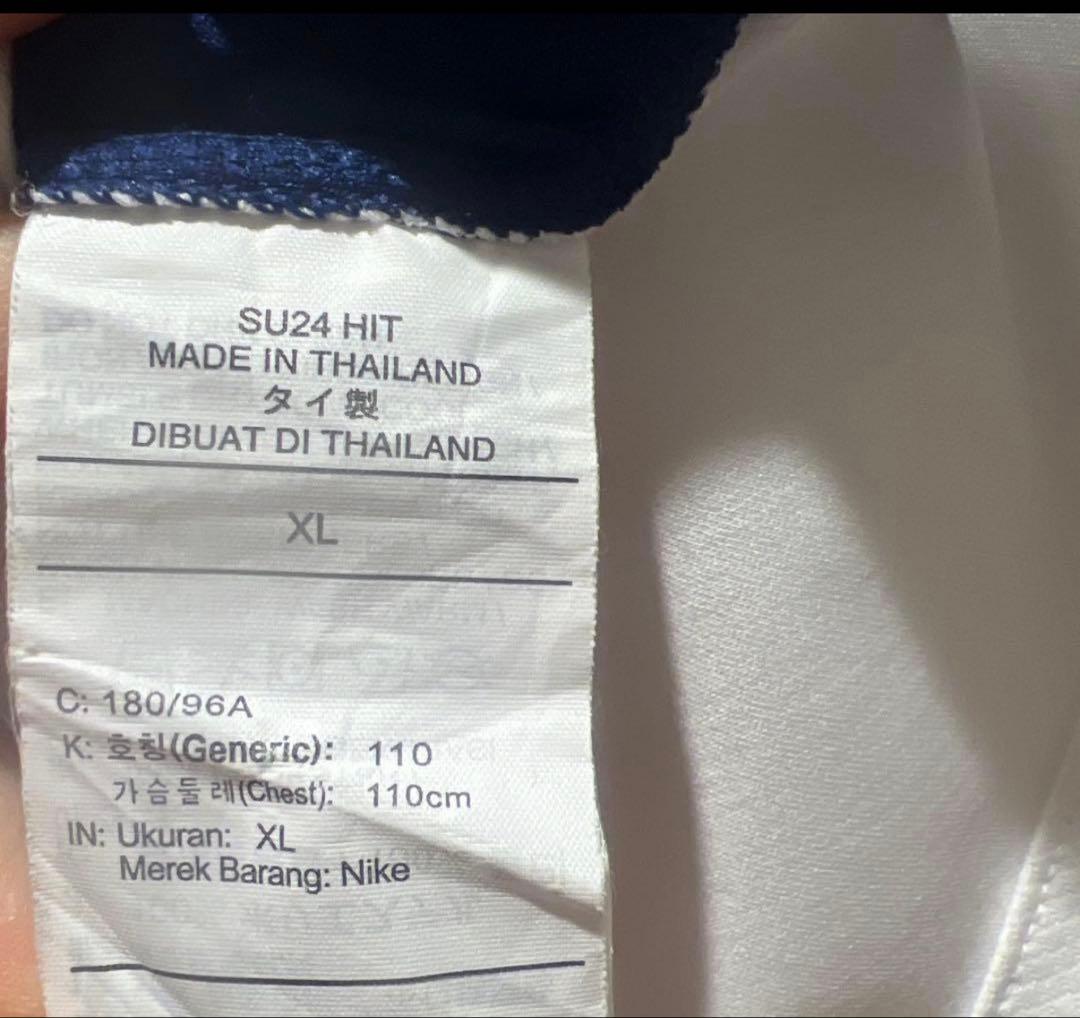 SU24 HIT
MADE IN THAILAND
タイ製
DIBUAT DI THAILAND
XL
C: 180/96A
K: 호칭(Generic): 110
가슴둘레(Chest): 110cm
IN: Ukuran: XL
Merek Barang: Nike